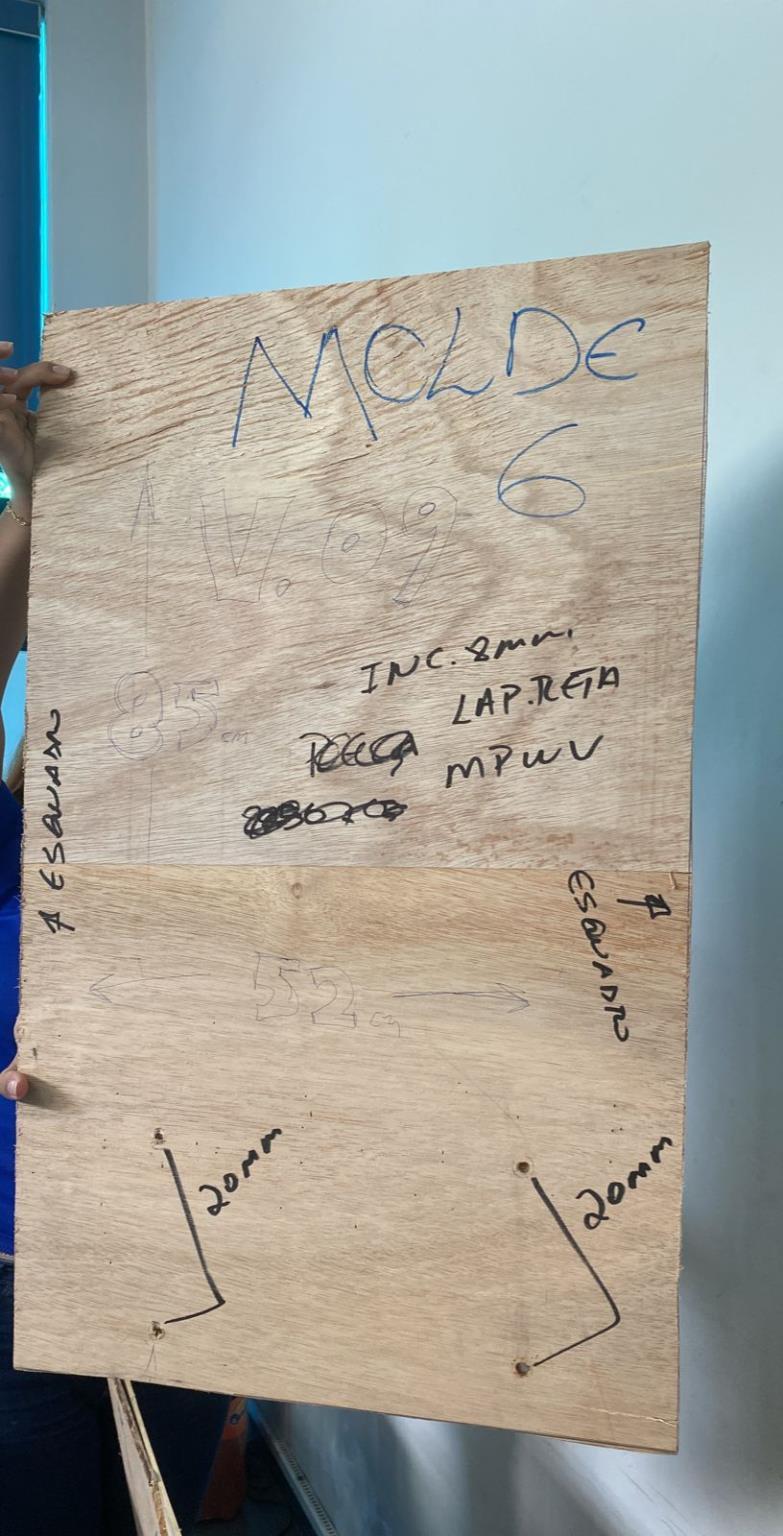 MOLDE
6
V. 09
85 cm
INC. 8mm.
LAP. RETA
MPWV
ESQUADRO
ESQUADRO
52 cm
20mm
20mm